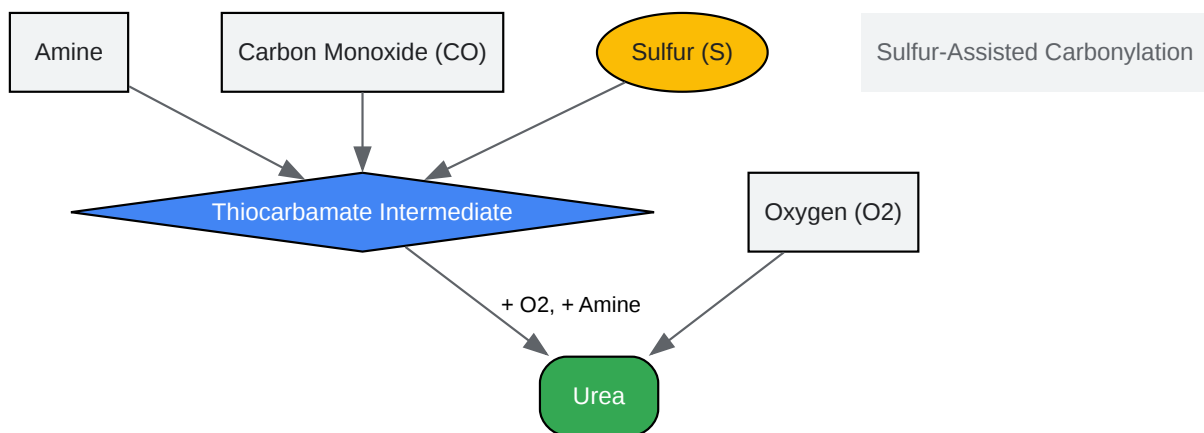 Amine
Carbon Monoxide (CO)
Sulfur (S)
Sulfur-Assisted Carbonylation
Thiocarbamate Intermediate
Oxygen (O2)
+ O2, + Amine
Urea